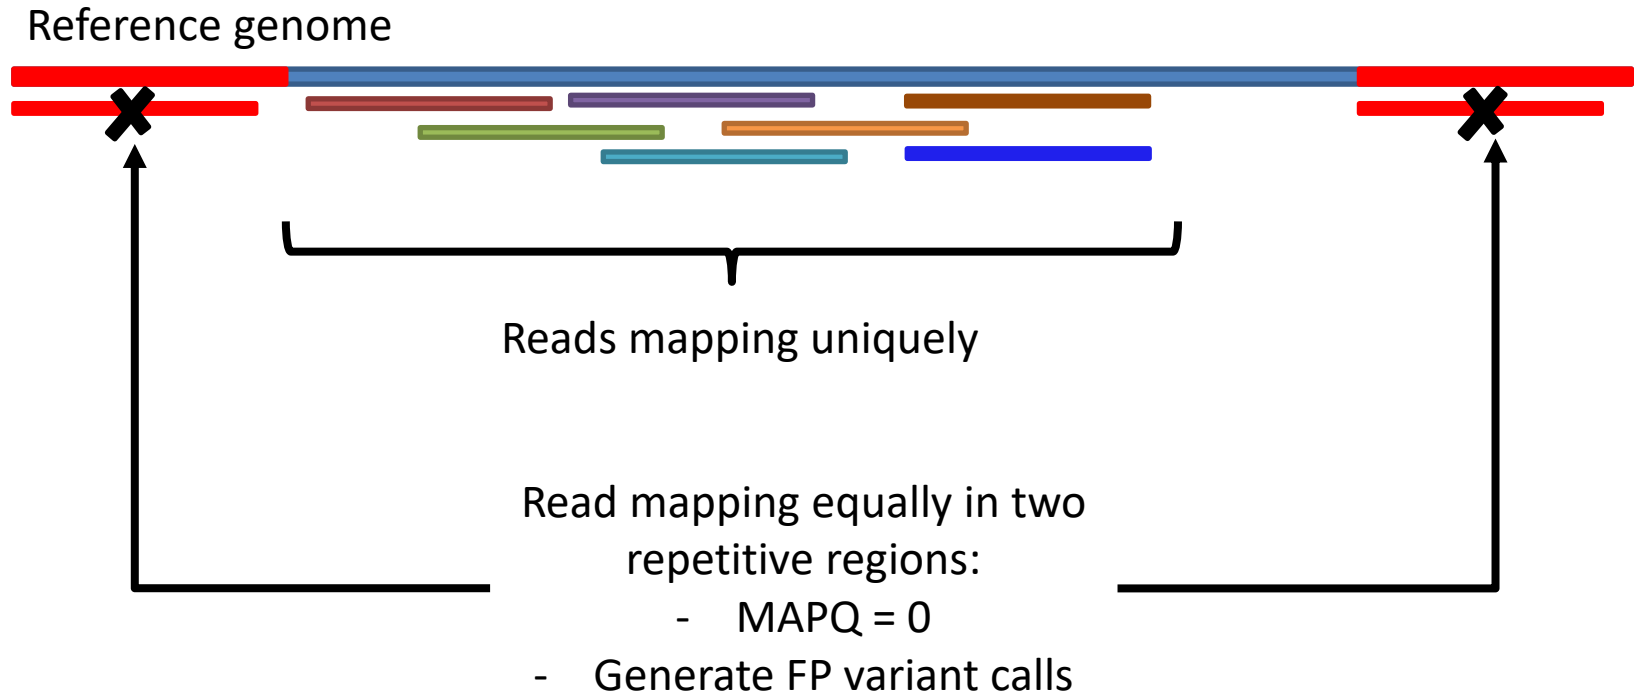 Reference genome
Reads mapping uniquely
Read mapping equally in two
repetitive regions:
- MAPQ = 0
- Generate FP variant calls